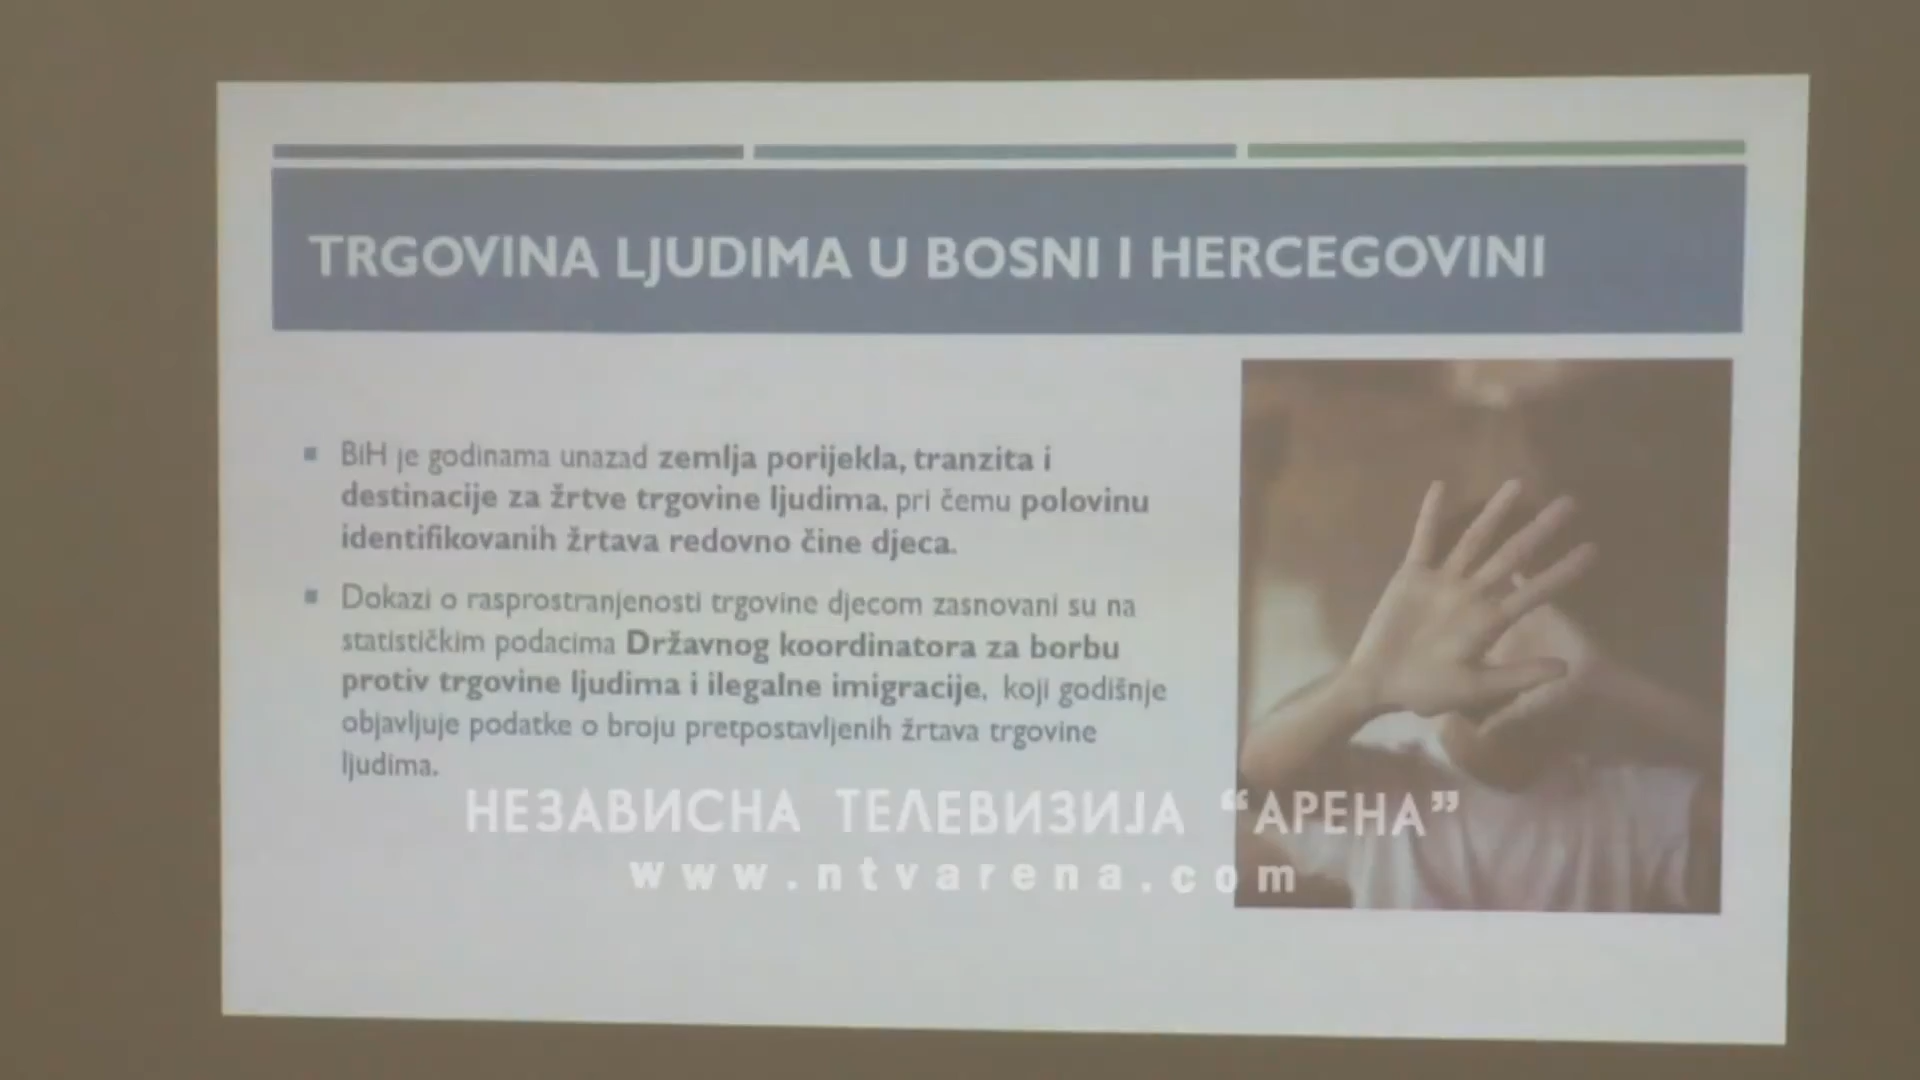 TRGOVINA LJUDIMA U BOSNI I HERCEGOVINI
BiH je godinama unazad zemlja porijekla, tranzita i
destinacije za žrtve trgovine ljudima, pri čemu polovinu
identifikovanih žrtava redovno čine djeca.
Dokazi o rasprostranjenosti trgovine djecom zasnovani su na
statističkim podacima Državnog koordinatora za borbu
protiv trgovine ljudima i ilegalne imigracije, koji godišnje
objavljuje podatke o broju pretpostavljenih žrtava trgovine
ljudima.
НЕЗАВИСНА ТЕЛЕВИЗИЈА “АРЕНА”
www.ntvarena.com